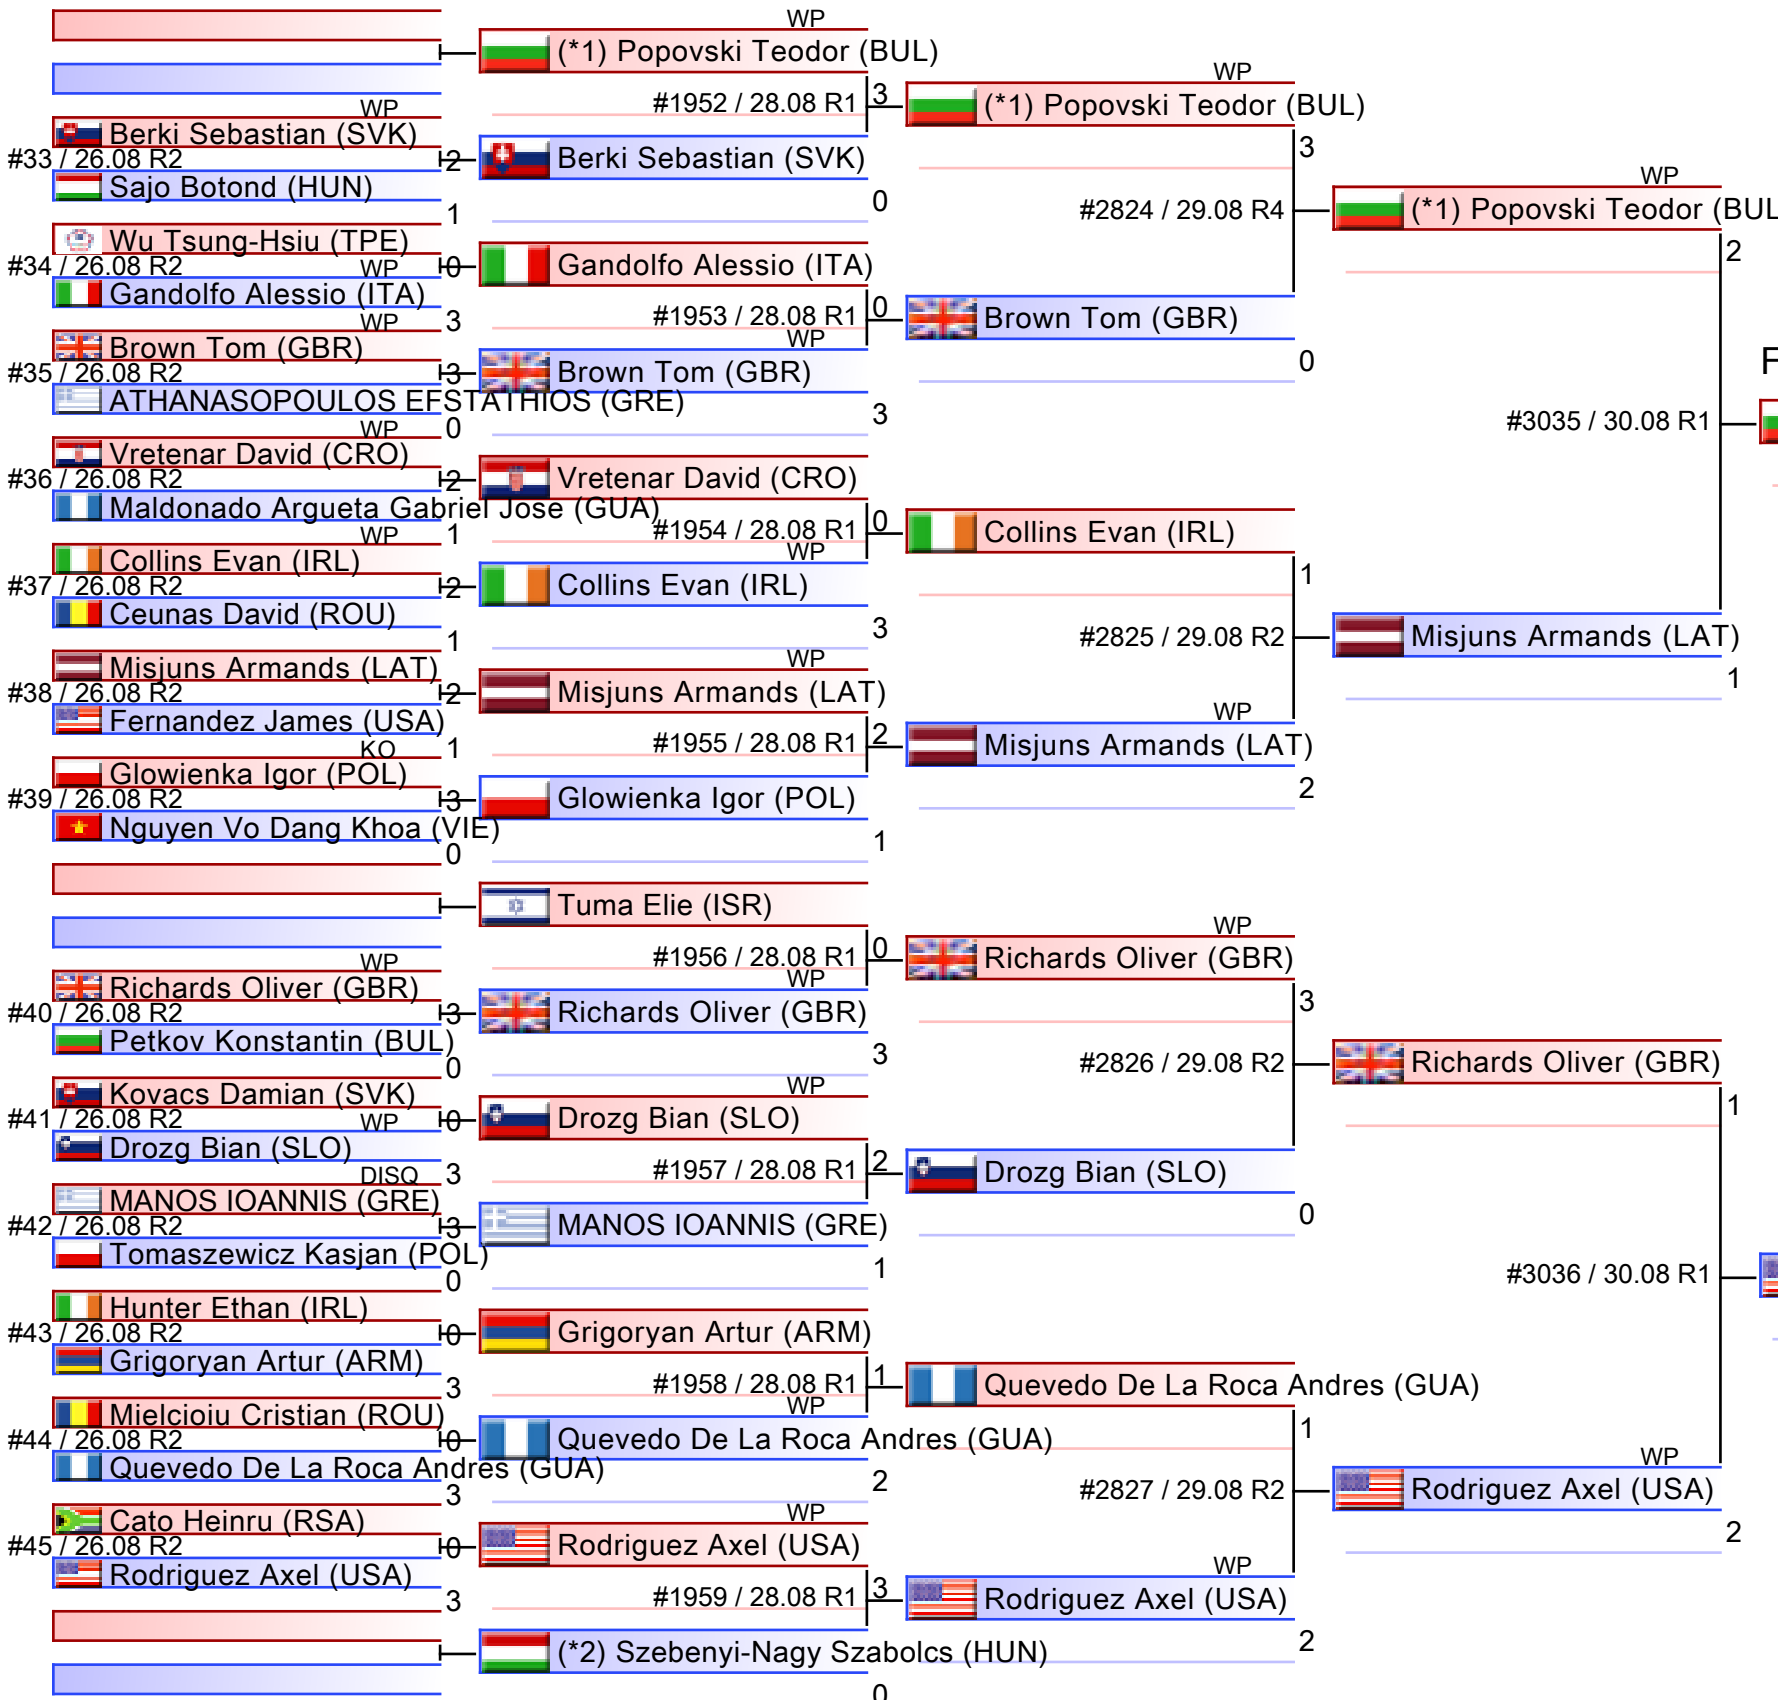 WP
(*1) Popovski Teodor (BUL)
#1952 / 28.08 R1
3
Berki Sebastian (SVK)
0
WP
Berki Sebastian (SVK)
#33 / 26.08 R2
2
Sajo Botond (HUN)
1
Wu Tsung-Hsiu (TPE)
#34 / 26.08 R2
WP
0
Gandolfo Alessio (ITA)
3
Gandolfo Alessio (ITA)
#1953 / 28.08 R1
0
WP
Brown Tom (GBR)
3
WP
Brown Tom (GBR)
#35 / 26.08 R2
3
ATHANASOPOULOS EFSTATHIOS (GRE)
0
WP
Vretenar David (CRO)
#36 / 26.08 R2
2
Maldonado Argueta Gabriel Jose (GUA)
1
Vretenar David (CRO)
#1954 / 28.08 R1
0
WP
Collins Evan (IRL)
3
WP
Collins Evan (IRL)
#37 / 26.08 R2
2
Ceunas David (ROU)
1
Misjuns Armands (LAT)
#38 / 26.08 R2
2
Fernandez James (USA)
1
WP
Misjuns Armands (LAT)
#1955 / 28.08 R1
2
Glowienka Igor (POL)
1
KO
Glowienka Igor (POL)
#39 / 26.08 R2
3
Nguyen Vo Dang Khoa (VIE)
0
Tuma Elie (ISR)
#1956 / 28.08 R1
0
WP
Richards Oliver (GBR)
3
WP
Richards Oliver (GBR)
#40 / 26.08 R2
3
Petkov Konstantin (BUL)
0
Kovacs Damian (SVK)
#41 / 26.08 R2
WP
0
Drozg Bian (SLO)
3
WP
Drozg Bian (SLO)
#1957 / 28.08 R1
2
MANOS IOANNIS (GRE)
1
DISQ
MANOS IOANNIS (GRE)
#42 / 26.08 R2
3
Tomaszewicz Kasjan (POL)
0
Hunter Ethan (IRL)
#43 / 26.08 R2
0
Grigoryan Artur (ARM)
3
Grigoryan Artur (ARM)
#1958 / 28.08 R1
1
WP
Quevedo De La Roca Andres (GUA)
2
Mielcioiu Cristian (ROU)
#44 / 26.08 R2
0
Quevedo De La Roca Andres (GUA)
3
Cato Heinru (RSA)
#45 / 26.08 R2
0
Rodriguez Axel (USA)
3
WP
Rodriguez Axel (USA)
#1959 / 28.08 R1
3
(*2) Szebenyi-Nagy Szabolcs (HUN)
0
WP
(*1) Popovski Teodor (BUL)
3
#2824 / 29.08 R4
Brown Tom (GBR)
0
Collins Evan (IRL)
1
#2825 / 29.08 R2
WP
Misjuns Armands (LAT)
2
WP
Richards Oliver (GBR)
3
#2826 / 29.08 R2
Drozg Bian (SLO)
0
Quevedo De La Roca Andres (GUA)
1
#2827 / 29.08 R2
WP
Rodriguez Axel (USA)
2
WP
(*1) Popovski Teodor (BUL
2
#3035 / 30.08 R1
Misjuns Armands (LAT)
1
Richards Oliver (GBR)
1
#3036 / 30.08 R1
WP
Rodriguez Axel (USA)
2
F